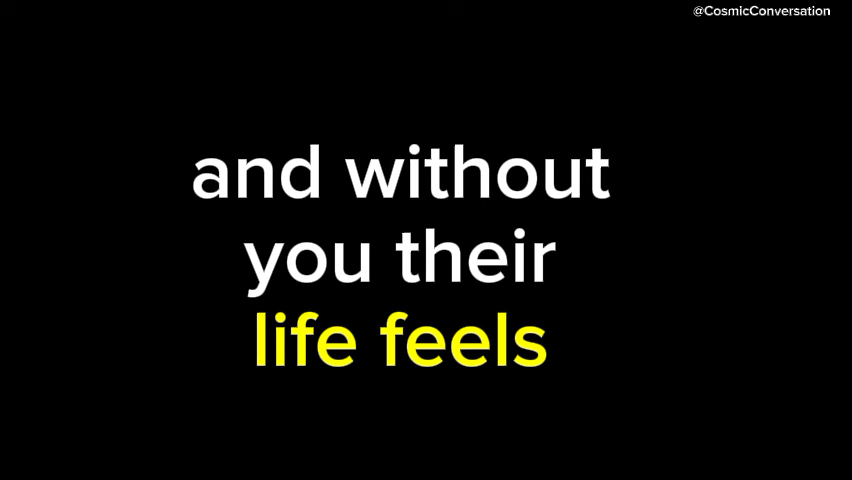 @CosmicConversation
and without
you their
life feels